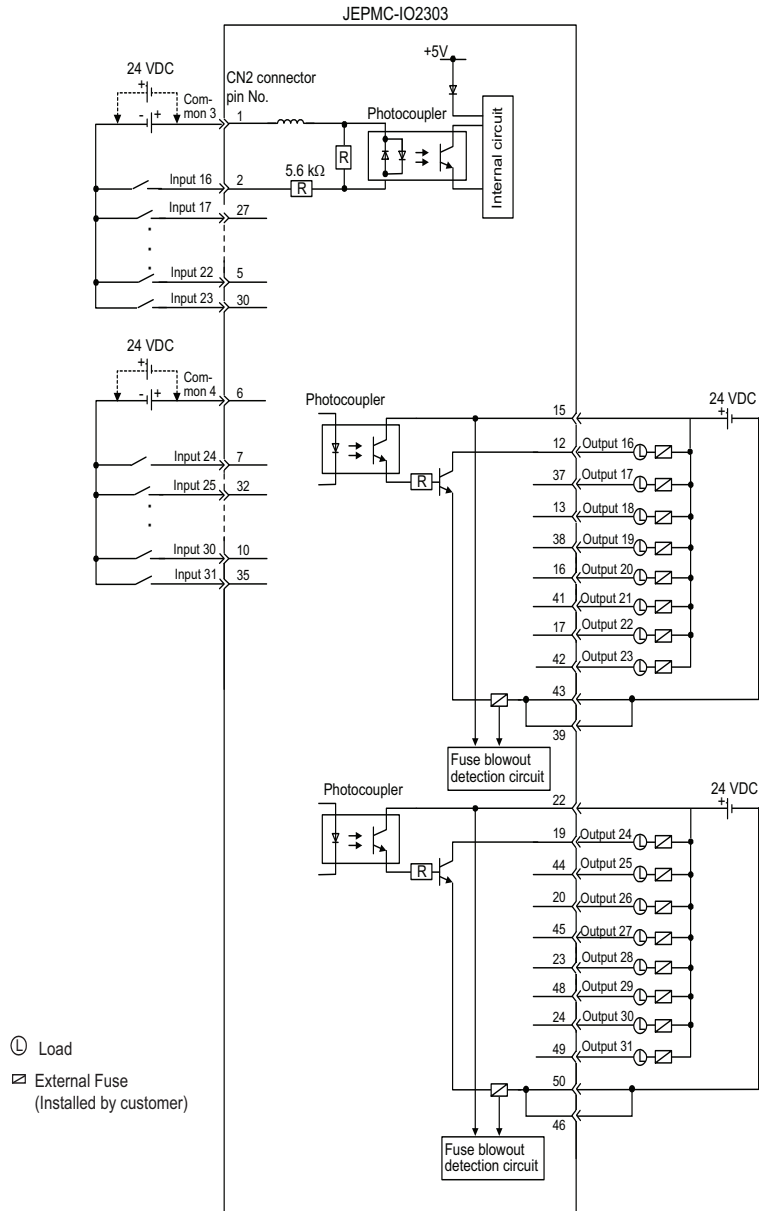 JEPMC-IO2303
+5V
24 VDC
+
CN2 connector
pin No.
Com-
mon 3
1
- +
Photocoupler
R
5.6 kΩ
R
Internal circuit
Input 16 2
Input 17 27
Input 22 5
Input 23 30
24 VDC
+
Com-
mon 4
6
- +
Input 24 7
Input 25 32
Input 30 10
Input 31 35
Photocoupler
R
15
24 VDC
+
12 Output 16 L
37 Output 17 L
13 Output 18 L
38 Output 19 L
16 Output 20 L
41 Output 21 L
17 Output 22 L
42 Output 23 L
43
39
Fuse blowout
detection circuit
Photocoupler
R
22
24 VDC
+
19 Output 24 L
44 Output 25 L
20 Output 26 L
45 Output 27 L
23 Output 28 L
48 Output 29 L
24 Output 30 L
49 Output 31 L
50
46
Fuse blowout
detection circuit
L Load
External Fuse
(Installed by customer)